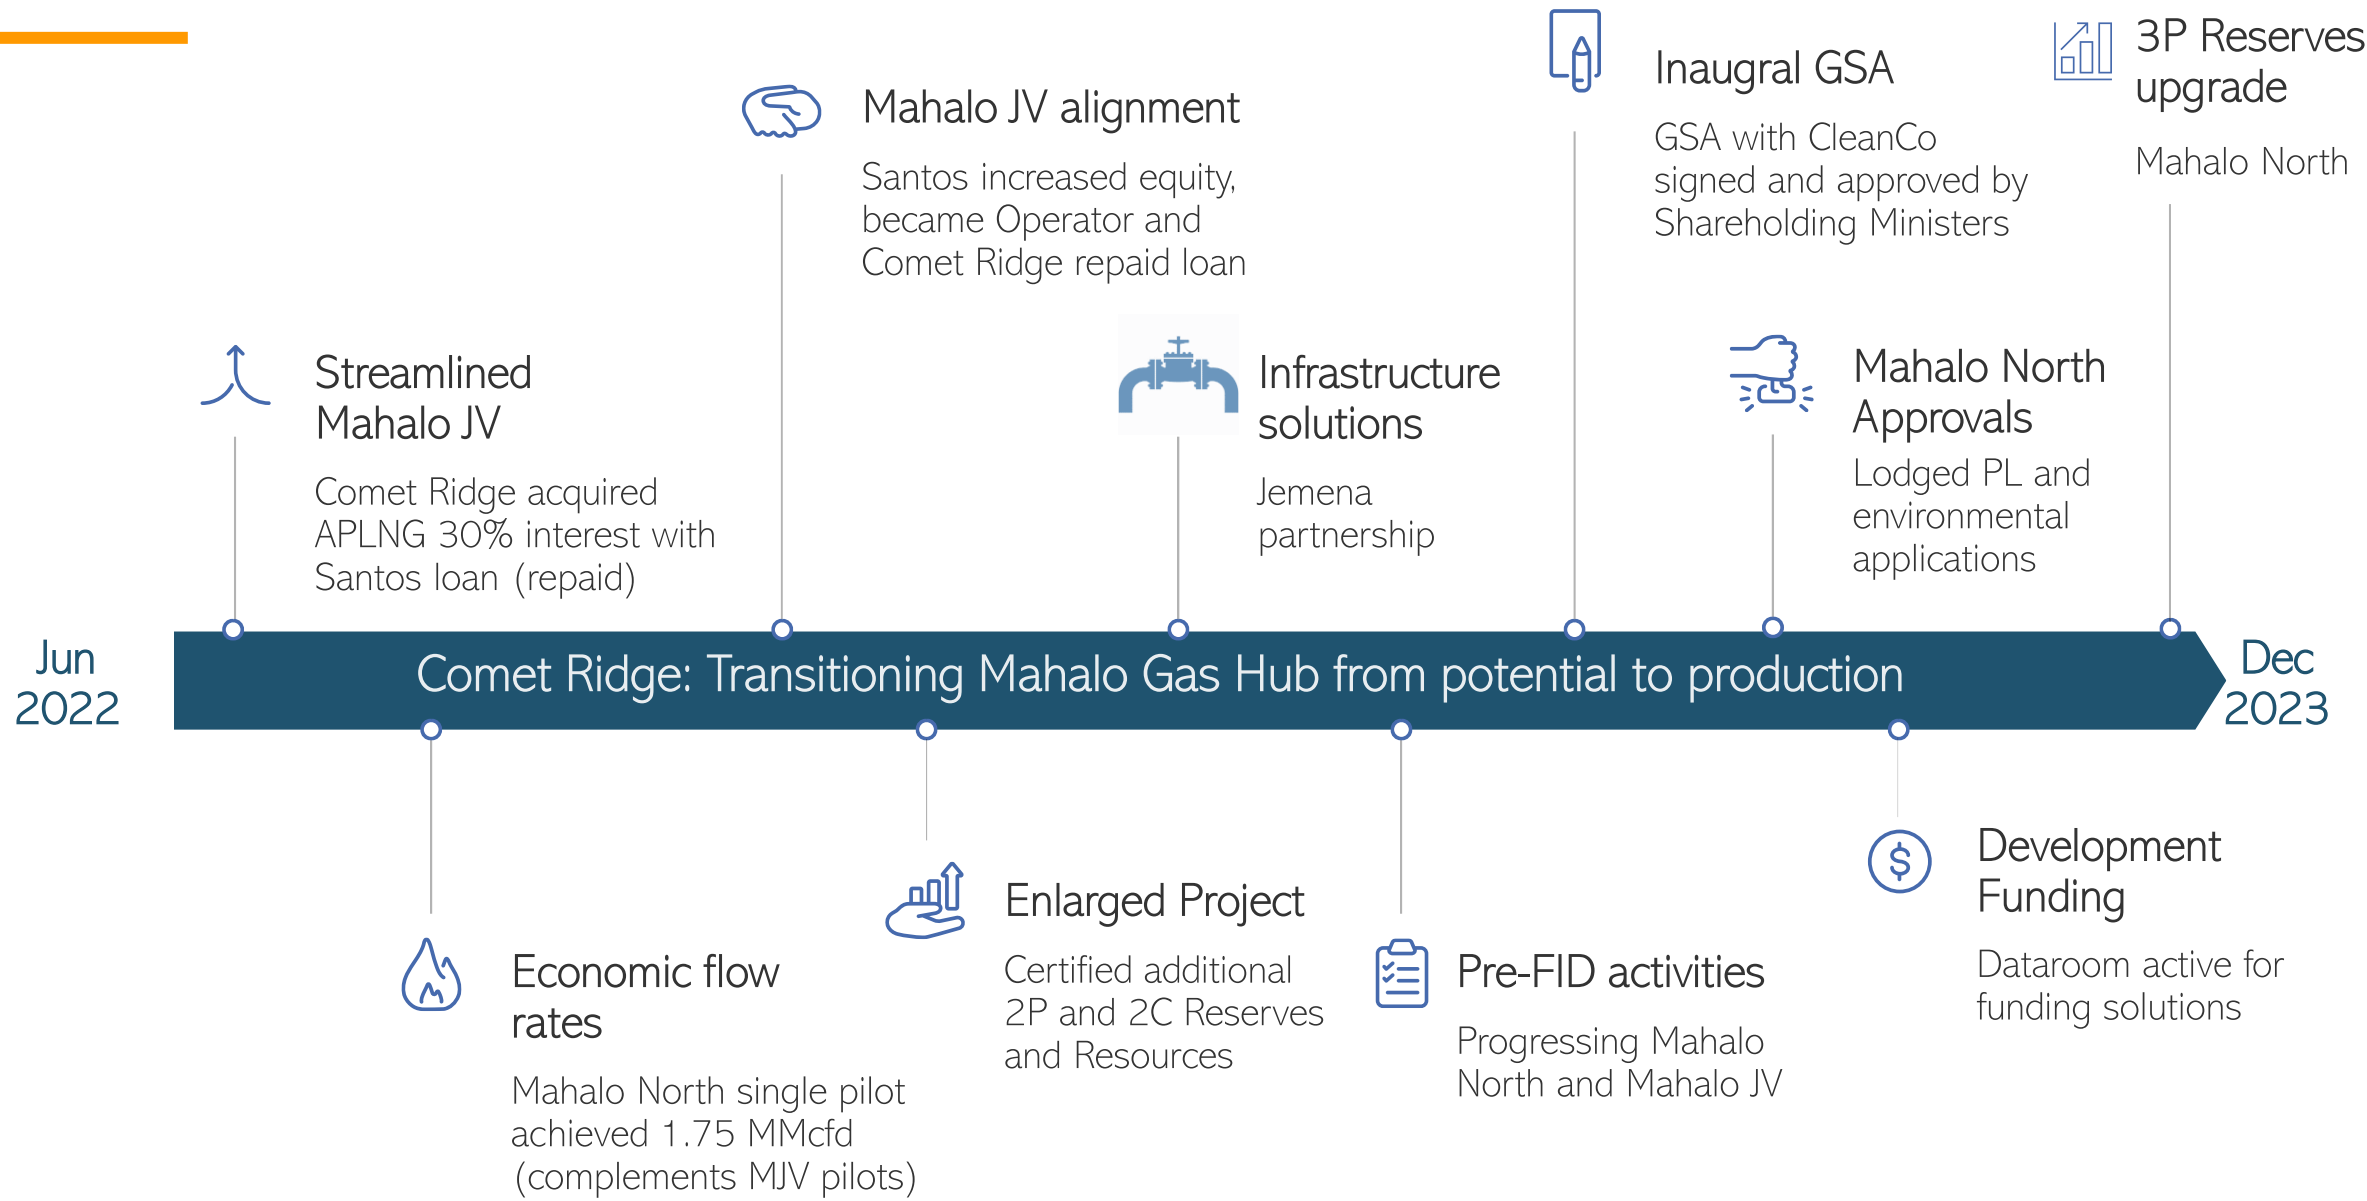 3P Reserves
upgrade
Mahalo North
Inaugral GSA
GSA with CleanCo
signed and approved by
Shareholding Ministers
Mahalo JV alignment
Santos increased equity,
became Operator and
Comet Ridge repaid loan
Streamlined
Mahalo JV
Comet Ridge acquired
APLNG 30% interest with
Santos loan (repaid)
Infrastructure
solutions
Jemena
partnership
Mahalo North
Approvals
Lodged PL and
environmental
applications
Jun
2022
Comet Ridge: Transitioning Mahalo Gas Hub from potential to production
Dec
2023
Economic flow
rates
Mahalo North single pilot
achieved 1.75 MMcfd
(complements MJV pilots)
Enlarged Project
Certified additional
2P and 2C Reserves
and Resources
Pre-FID activities
Progressing Mahalo
North and Mahalo JV
$
Development
Funding
Dataroom active for
funding solutions